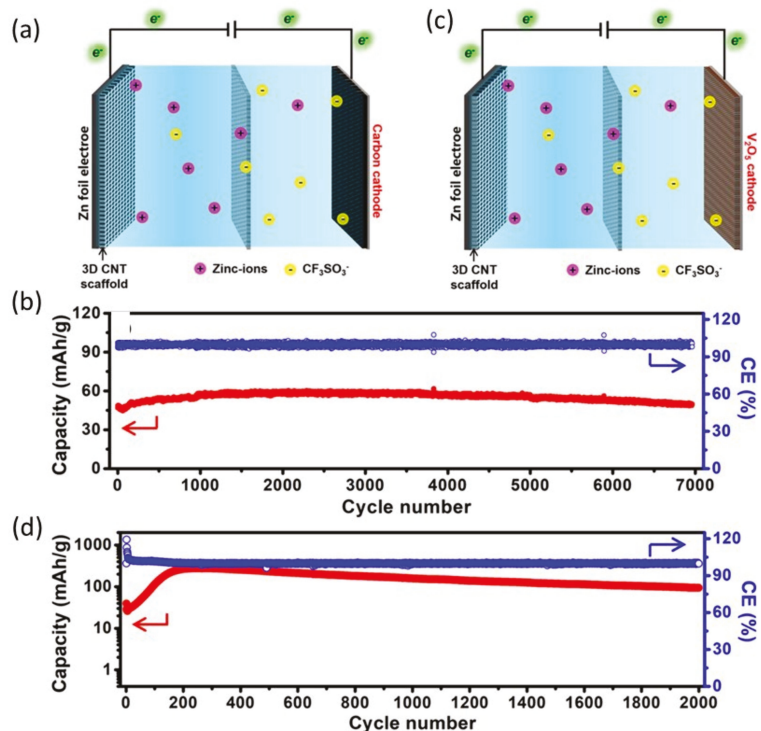 (a)
e-
e-
e-
Zn foil electroe
Carbon cathode
3D CNT
scaffold
+ Zinc-ions
- CF₃SO₃⁻
(c)
e-
e-
e-
Zn foil electroe
V₂O₅ cathode
3D CNT
scaffold
+ Zinc-ions
- CF₃SO₃⁻
(b)
Capacity (mAh/g)
120
90
60
30
0
0 1000 2000 3000 4000 5000 6000 7000
Cycle number
120
90
60
30
0
CE (%)
(d)
Capacity (mAh/g)
1000
100
10
1
0 200 400 600 800 1000 1200 1400 1600 1800 2000
Cycle number
120
90
60
30
0
CE (%)